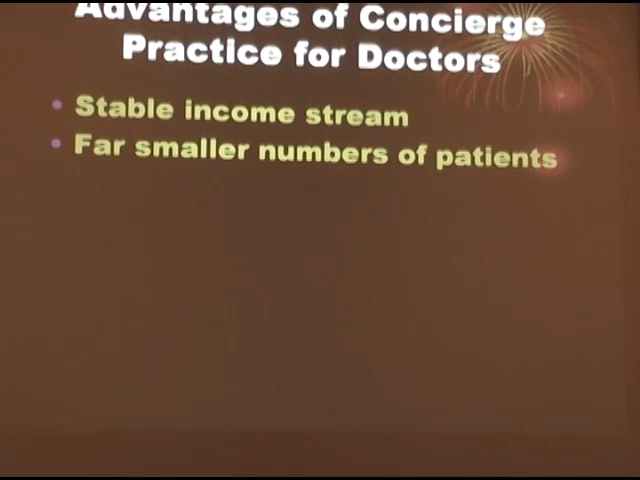 Advantages of Concierge
Practice for Doctors
• Stable income stream
• Far smaller numbers of patients